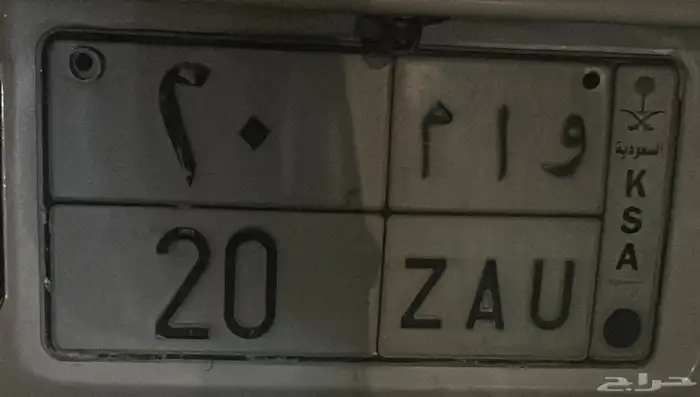 ٢٠ و ا م
20 ZAU
السعودية
K
S
A
حراج